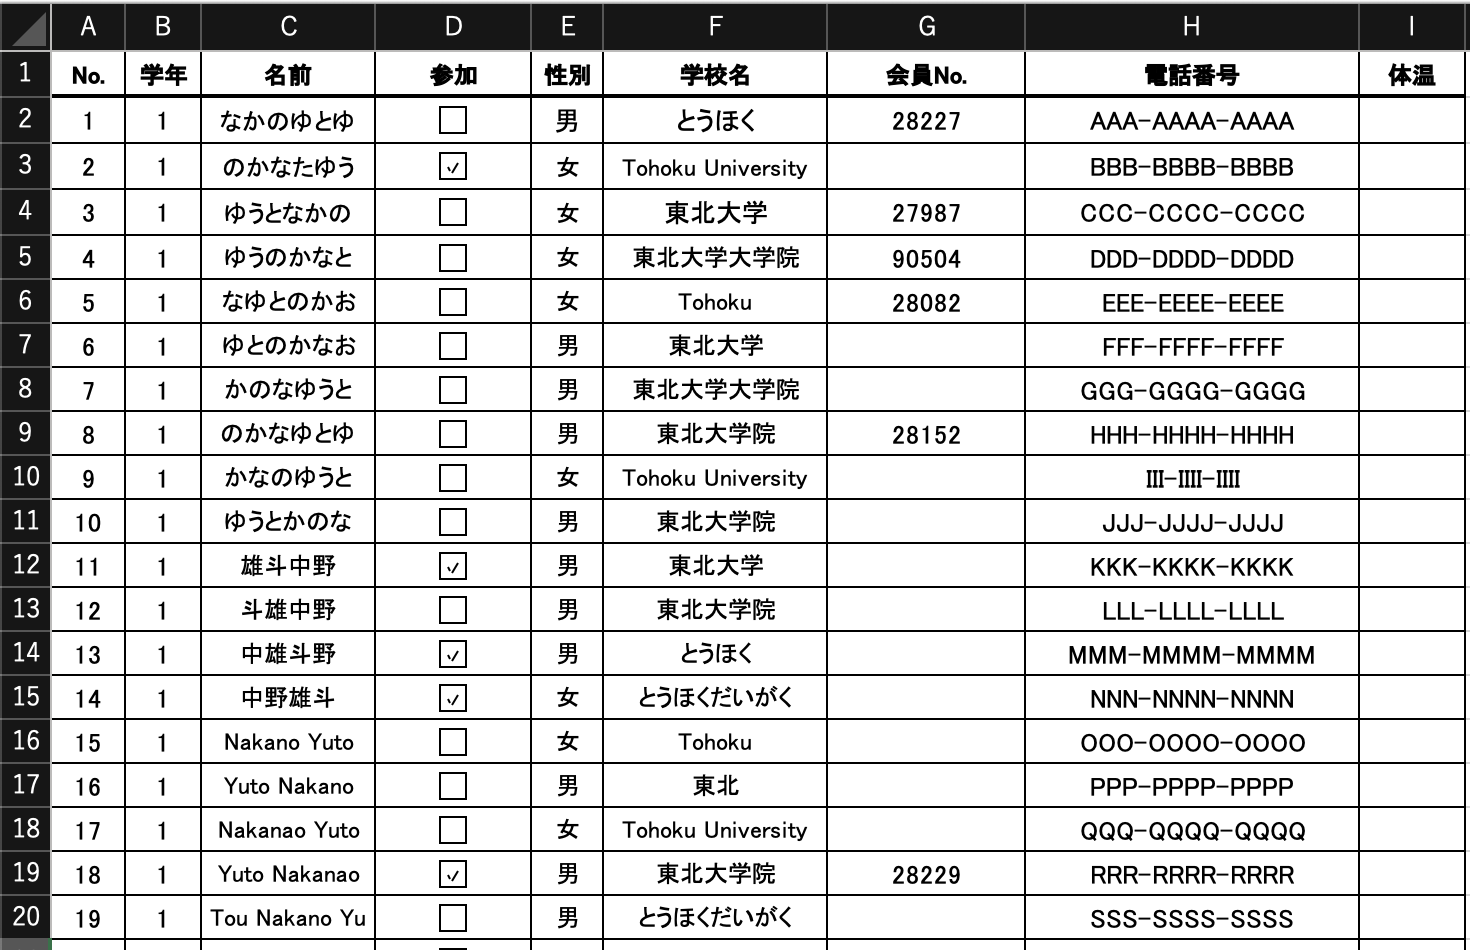 A B C D E F G H I
1 No. 学年 名前 参加 性別 学校名 会員No. 電話番号 体温
2 1 1 なかのゆとゆ 男 とうほく 28227 AAA-AAAA-AAAA
3 2 1 のかなたゆう ✓ 女 Tohoku University BBB-BBBB-BBBB
4 3 1 ゆうとなかの 女 東北大学 27987 CCC-CCCC-CCCC
5 4 1 ゆうのかなと 女 東北大学大学院 90504 DDD-DDDD-DDDD
6 5 1 なゆとのかお 女 Tohoku 28082 EEE-EEEE-EEEE
7 6 1 ゆとのかなお 男 東北大学 FFF-FFFF-FFFF
8 7 1 かのなゆうと 男 東北大学大学院 GGG-GGGG-GGGG
9 8 1 のかなゆとゆ 男 東北大学院 28152 HHH-HHHH-HHHH
10 9 1 かなのゆうと 女 Tohoku University III-IIII-IIII
11 10 1 ゆうとかのな 男 東北大学院 JJJ-JJJJ-JJJJ
12 11 1 雄斗中野 ✓ 男 東北大学 KKK-KKKK-KKKK
13 12 1 斗雄中野 男 東北大学院 LLL-LLLL-LLLL
14 13 1 中雄斗野 ✓ 男 とうほく MMM-MMMM-MMMM
15 14 1 中野雄斗 ✓ 女 とうほくだいがく NNN-NNNN-NNNN
16 15 1 Nakano Yuto 女 Tohoku OOO-OOOO-OOOO
17 16 1 Yuto Nakano 男 東北 PPP-PPPP-PPPP
18 17 1 Nakanao Yuto 女 Tohoku University QQQ-QQQQ-QQQQ
19 18 1 Yuto Nakanao ✓ 男 東北大学院 28229 RRR-RRRR-RRRR
20 19 1 Tou Nakano Yu 男 とうほくだいがく SSS-SSSS-SSSS